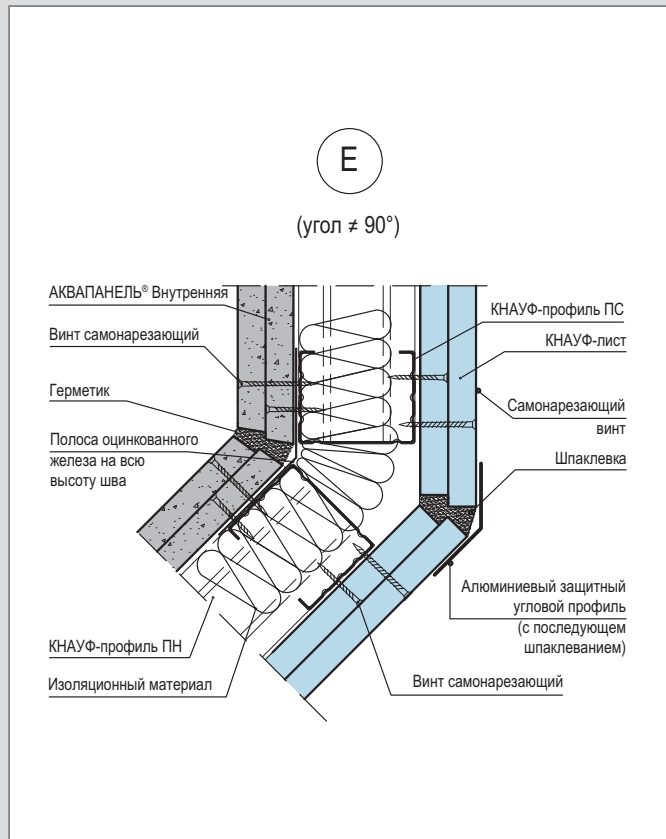 E
(угол ≠ 90°)
АКВАПАНЕЛЬ® Внутренняя
Винт самонарезающий
Герметик
Полоса оцинкованного
железа на всю
высоту шва
КНАУФ-профиль ПН
Изоляционный материал
КНАУФ-профиль ПС
КНАУФ-лист
Самонарезающий
винт
Шпаклевка
Алюминиевый защитный
угловой профиль
(с последующем
шпаклеванием)
Винт самонарезающий